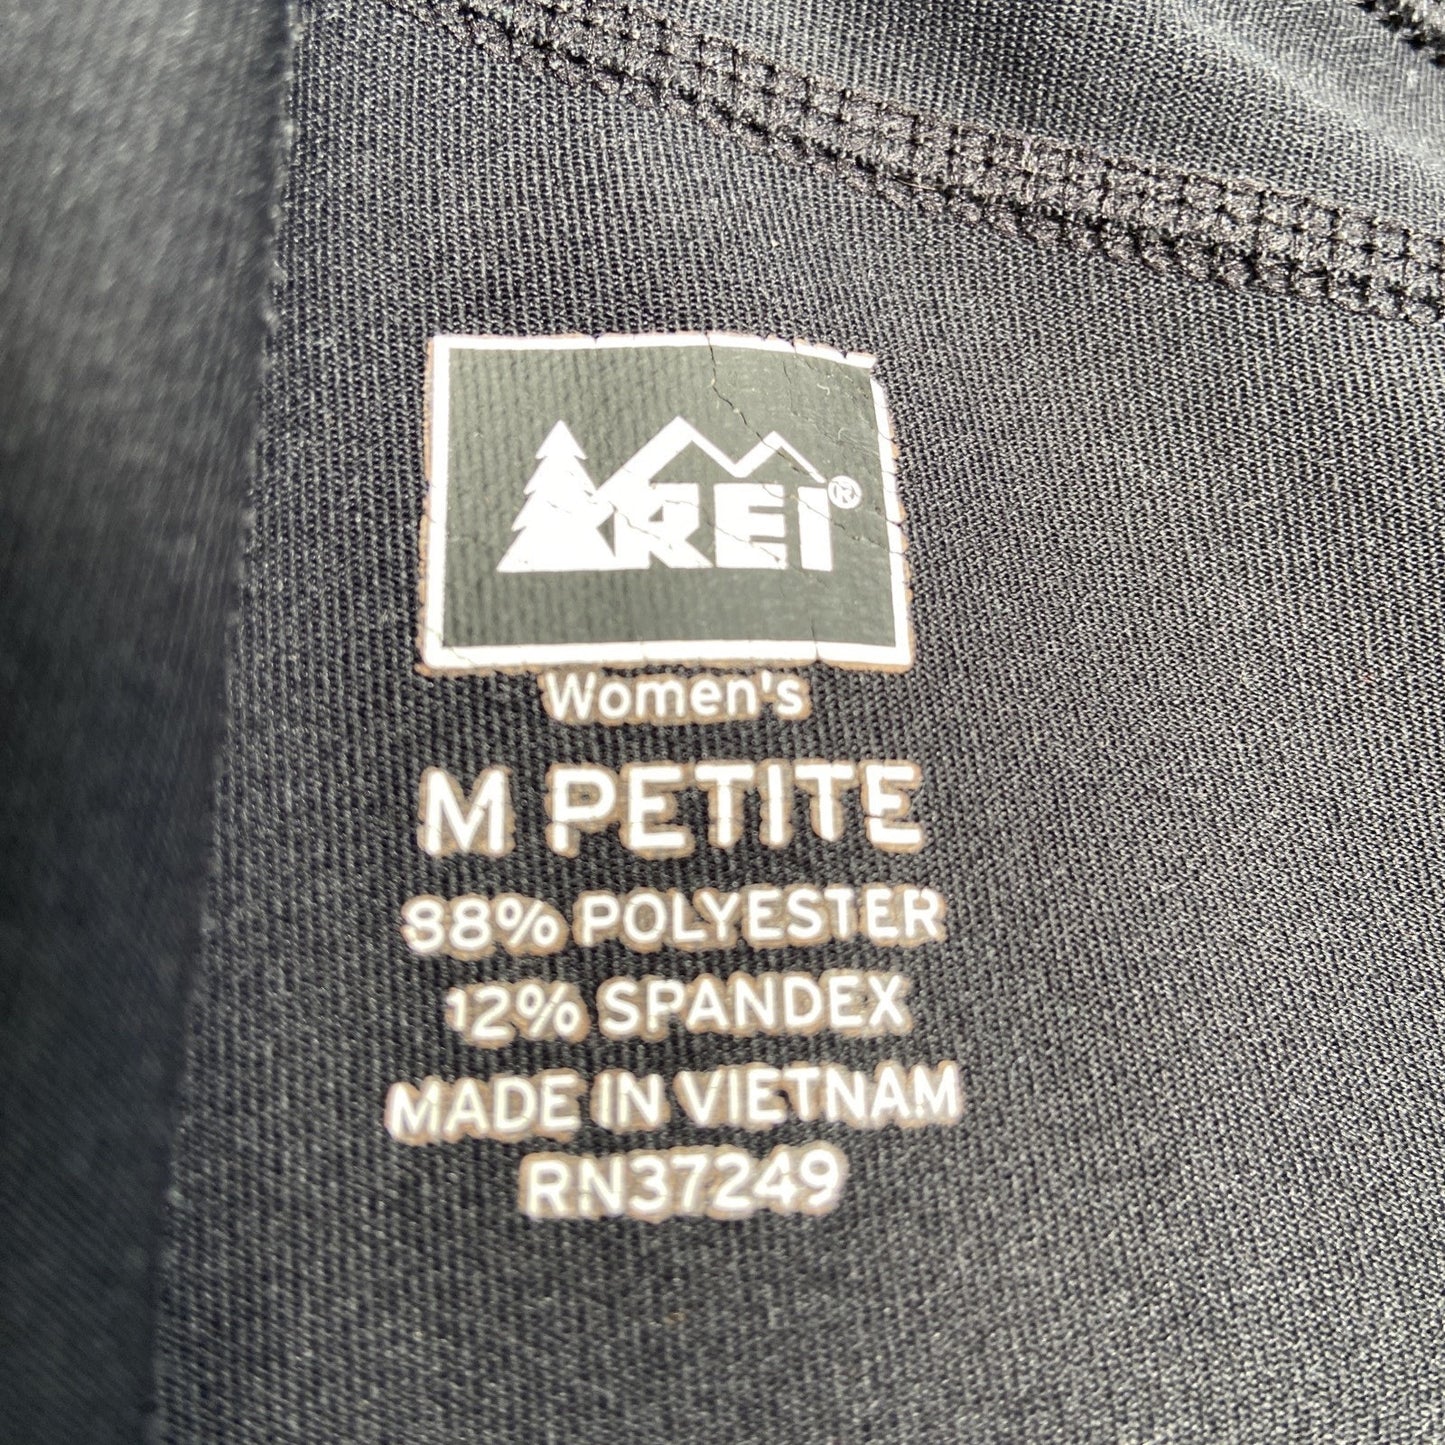 REI®
Women's
M PETITE
88% POLYESTER
12% SPANDEX
MADE IN VIETNAM
RN37249